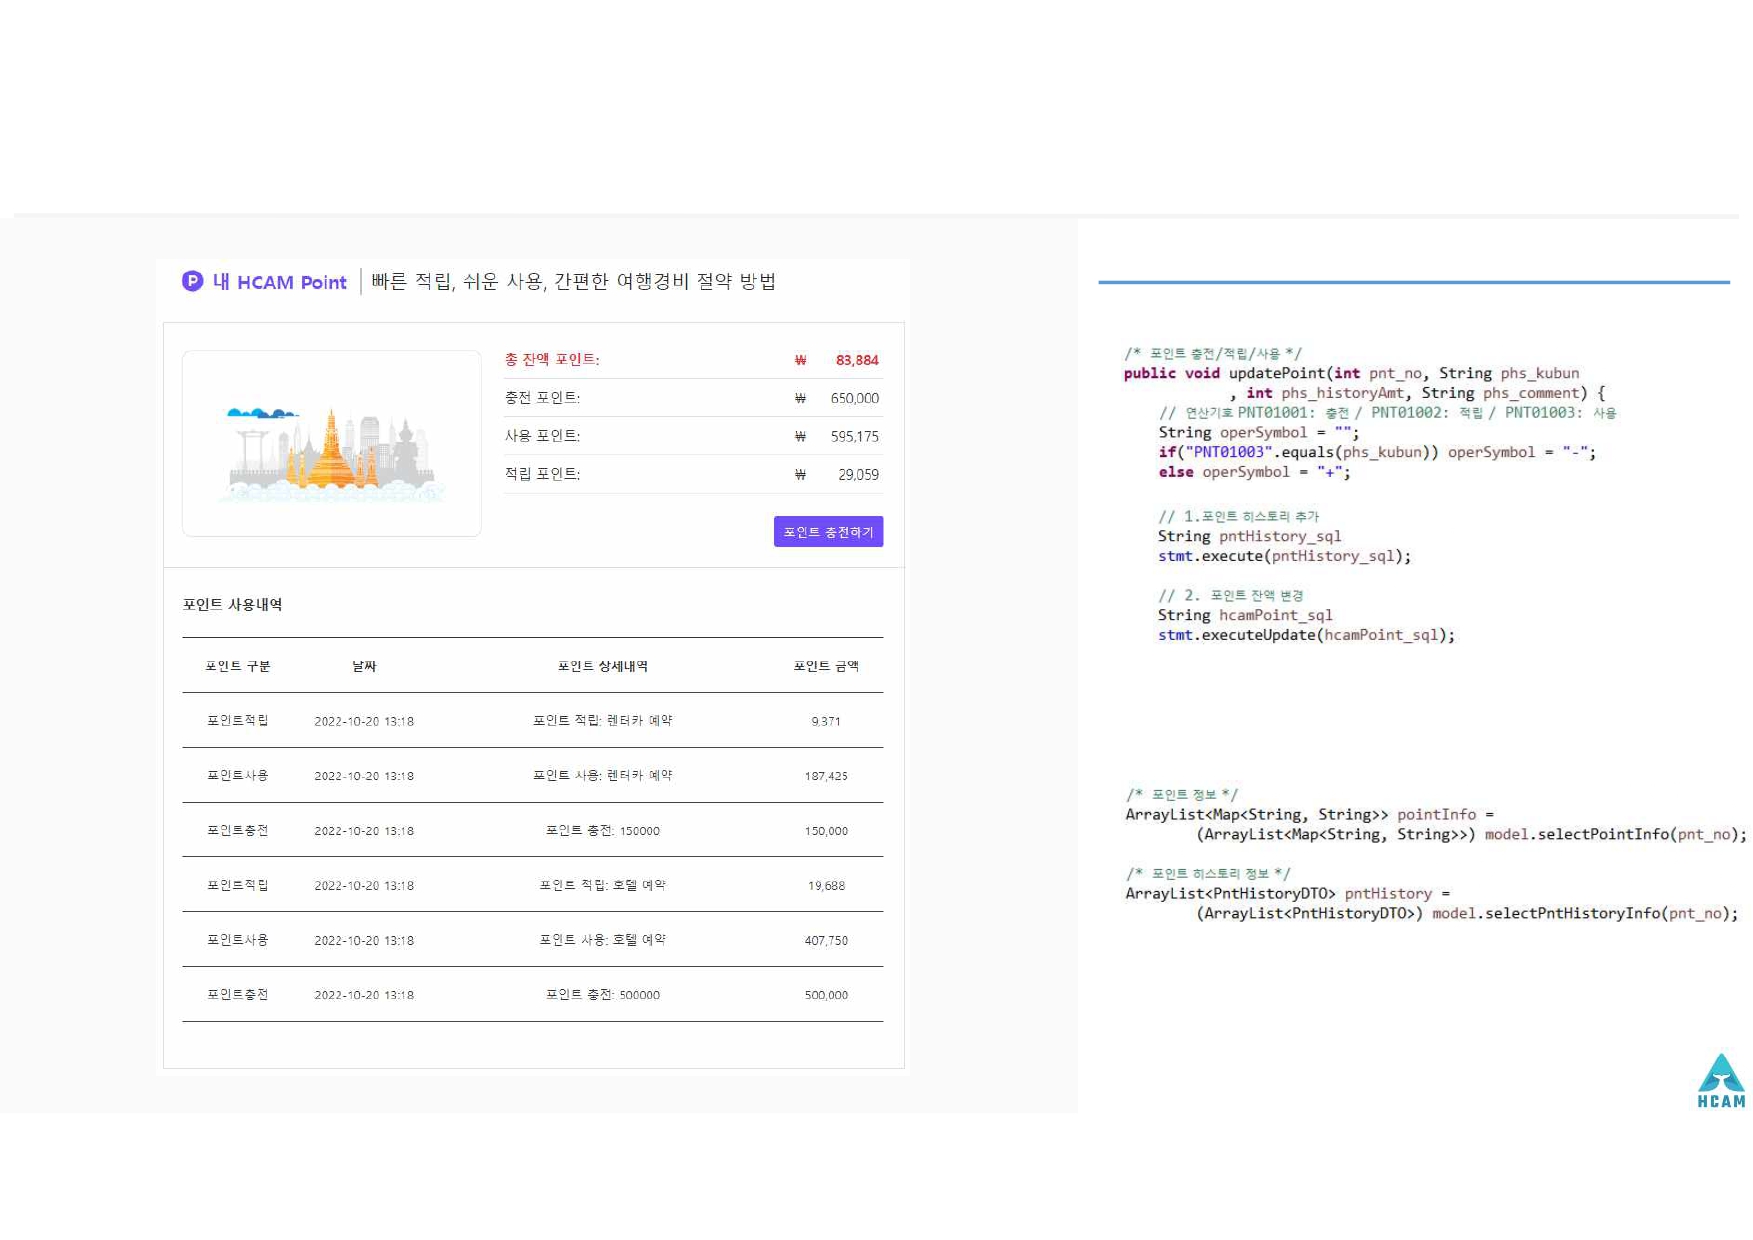 P 내 HCAM Point 빠른 적립, 쉬운 사용, 간편한 여행경비 절약 방법
총 잔액 포인트: ₩ 83,884
충전 포인트: ₩ 650,000
사용 포인트: ₩ 595,175
적립 포인트: ₩ 29,059
포인트 충전하기
포인트 사용내역
포인트 구분 날짜 포인트 상세내역 포인트 금액
포인트적립 2022-10-20 13:18 포인트 적립: 렌터카 예약 9,371
포인트사용 2022-10-20 13:18 포인트 사용: 렌터카 예약 187,425
포인트충전 2022-10-20 13:18 포인트 충전: 150000 150,000
포인트적립 2022-10-20 13:18 포인트 적립: 호텔 예약 19,688
포인트사용 2022-10-20 13:18 포인트 사용: 호텔 예약 407,750
포인트충전 2022-10-20 13:18 포인트 충전: 500000 500,000
/* 포인트 충전/적립/사용 */
public void updatePoint(int pnt_no, String phs_kubun
, int phs_historyAmt, String phs_comment) {
// 연산기호 PNT01001: 충전 / PNT01002: 적립 / PNT01003: 사용
String operSymbol = "";
if("PNT01003".equals(phs_kubun)) operSymbol = "-";
else operSymbol = "+";
// 1.포인트 히스토리 추가
String pntHistory_sql
stmt.execute(pntHistory_sql);
// 2. 포인트 잔액 변경
String hcamPoint_sql
stmt.executeUpdate(hcamPoint_sql);
/* 포인트 정보 */
ArrayList<Map<String, String>> pointInfo =
(ArrayList<Map<String, String>>) model.selectPointInfo(pnt_no);
/* 포인트 히스토리 정보 */
ArrayList<PntHistoryDTO> pntHistory =
(ArrayList<PntHistoryDTO>) model.selectPntHistoryInfo(pnt_no);
HCAM